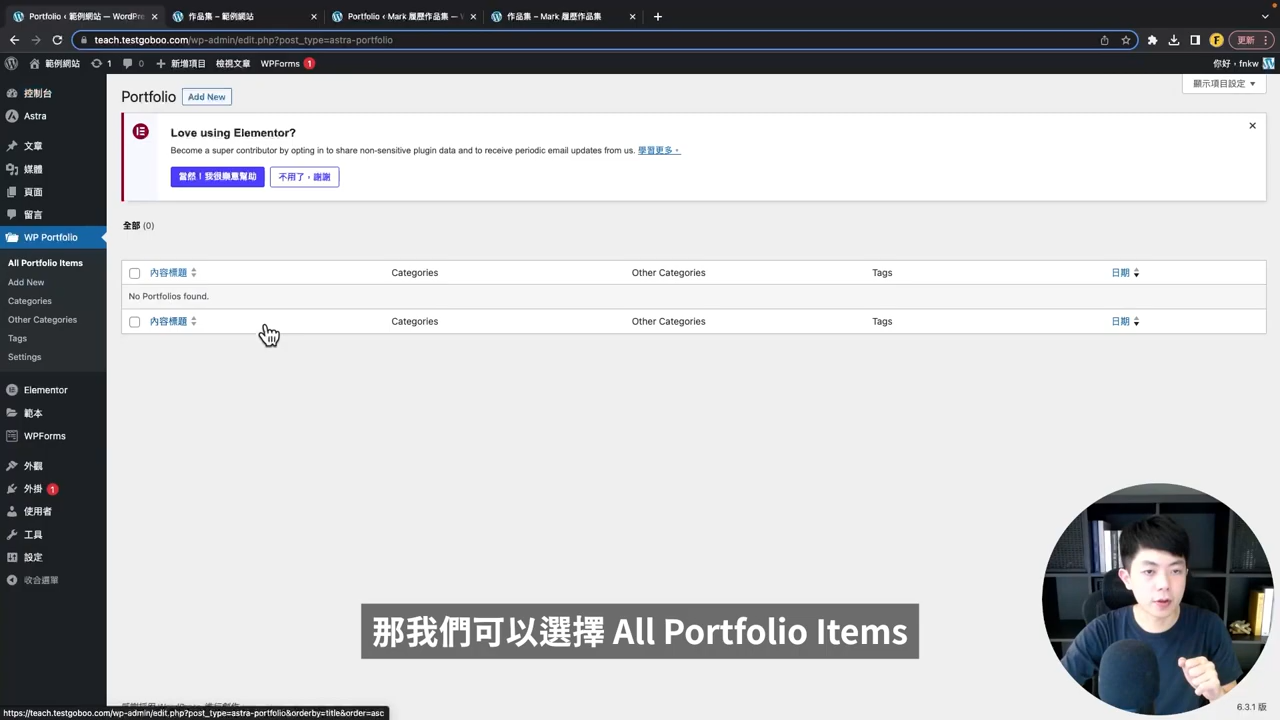 Portfolio ‹ 範例網站 — WordPre
作品集 – 範例網站
Portfolio ‹ Mark 履歷作品集 — W
作品集 – Mark 履歷作品集
teach.testgoboo.com/wp-admin/edit.php?post_type=astra-portfolio
F
更新
範例網站
1
0
新增項目
檢視文章
WPForms 1
你好，fnkw
控制台
Astra
文章
媒體
頁面
留言
WP Portfolio
All Portfolio Items
Add New
Categories
Other Categories
Tags
Settings
Elementor
範本
WPForms
外觀
外掛 1
使用者
工具
設定
收合選單
顯示項目設定
Portfolio
Add New
Love using Elementor?
Become a super contributor by opting in to share non-sensitive plugin data and to receive periodic email updates from us. 學習更多。
當然！我很樂意幫助
不用了，謝謝
全部 (0)
內容標題 Categories Other Categories Tags 日期
No Portfolios found.
內容標題 Categories Other Categories Tags 日期
那我們可以選擇 All Portfolio Items
https://teach.testgoboo.com/wp-admin/edit.php?post_type=astra-portfolio&orderby=title&order=asc
6.3.1 版